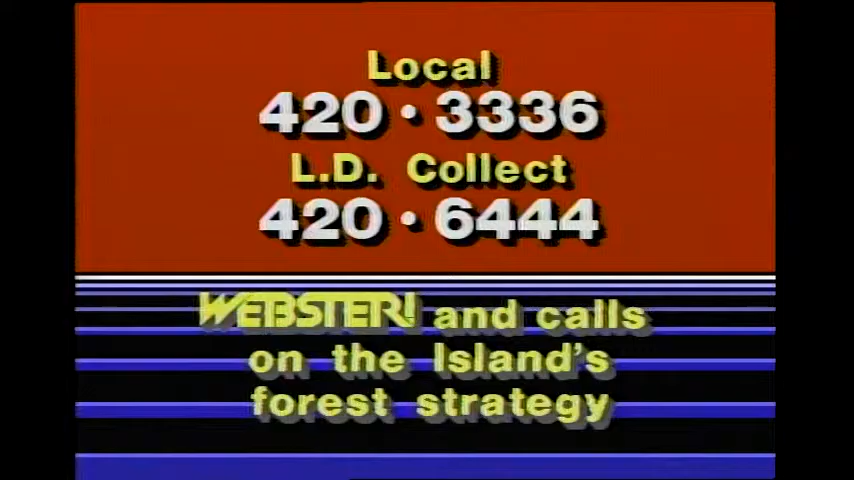 Local
420·3336
L.D. Collect
420·6444
WEBSTER! and calls
on the Island's
forest strategy